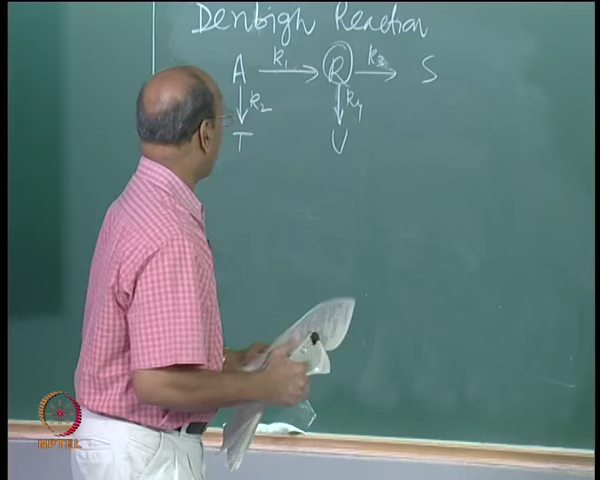 Denbigh Reaction
A k₁ → R k₃ → S
↓ k₂ ↓ k₄
T V
NPTEL